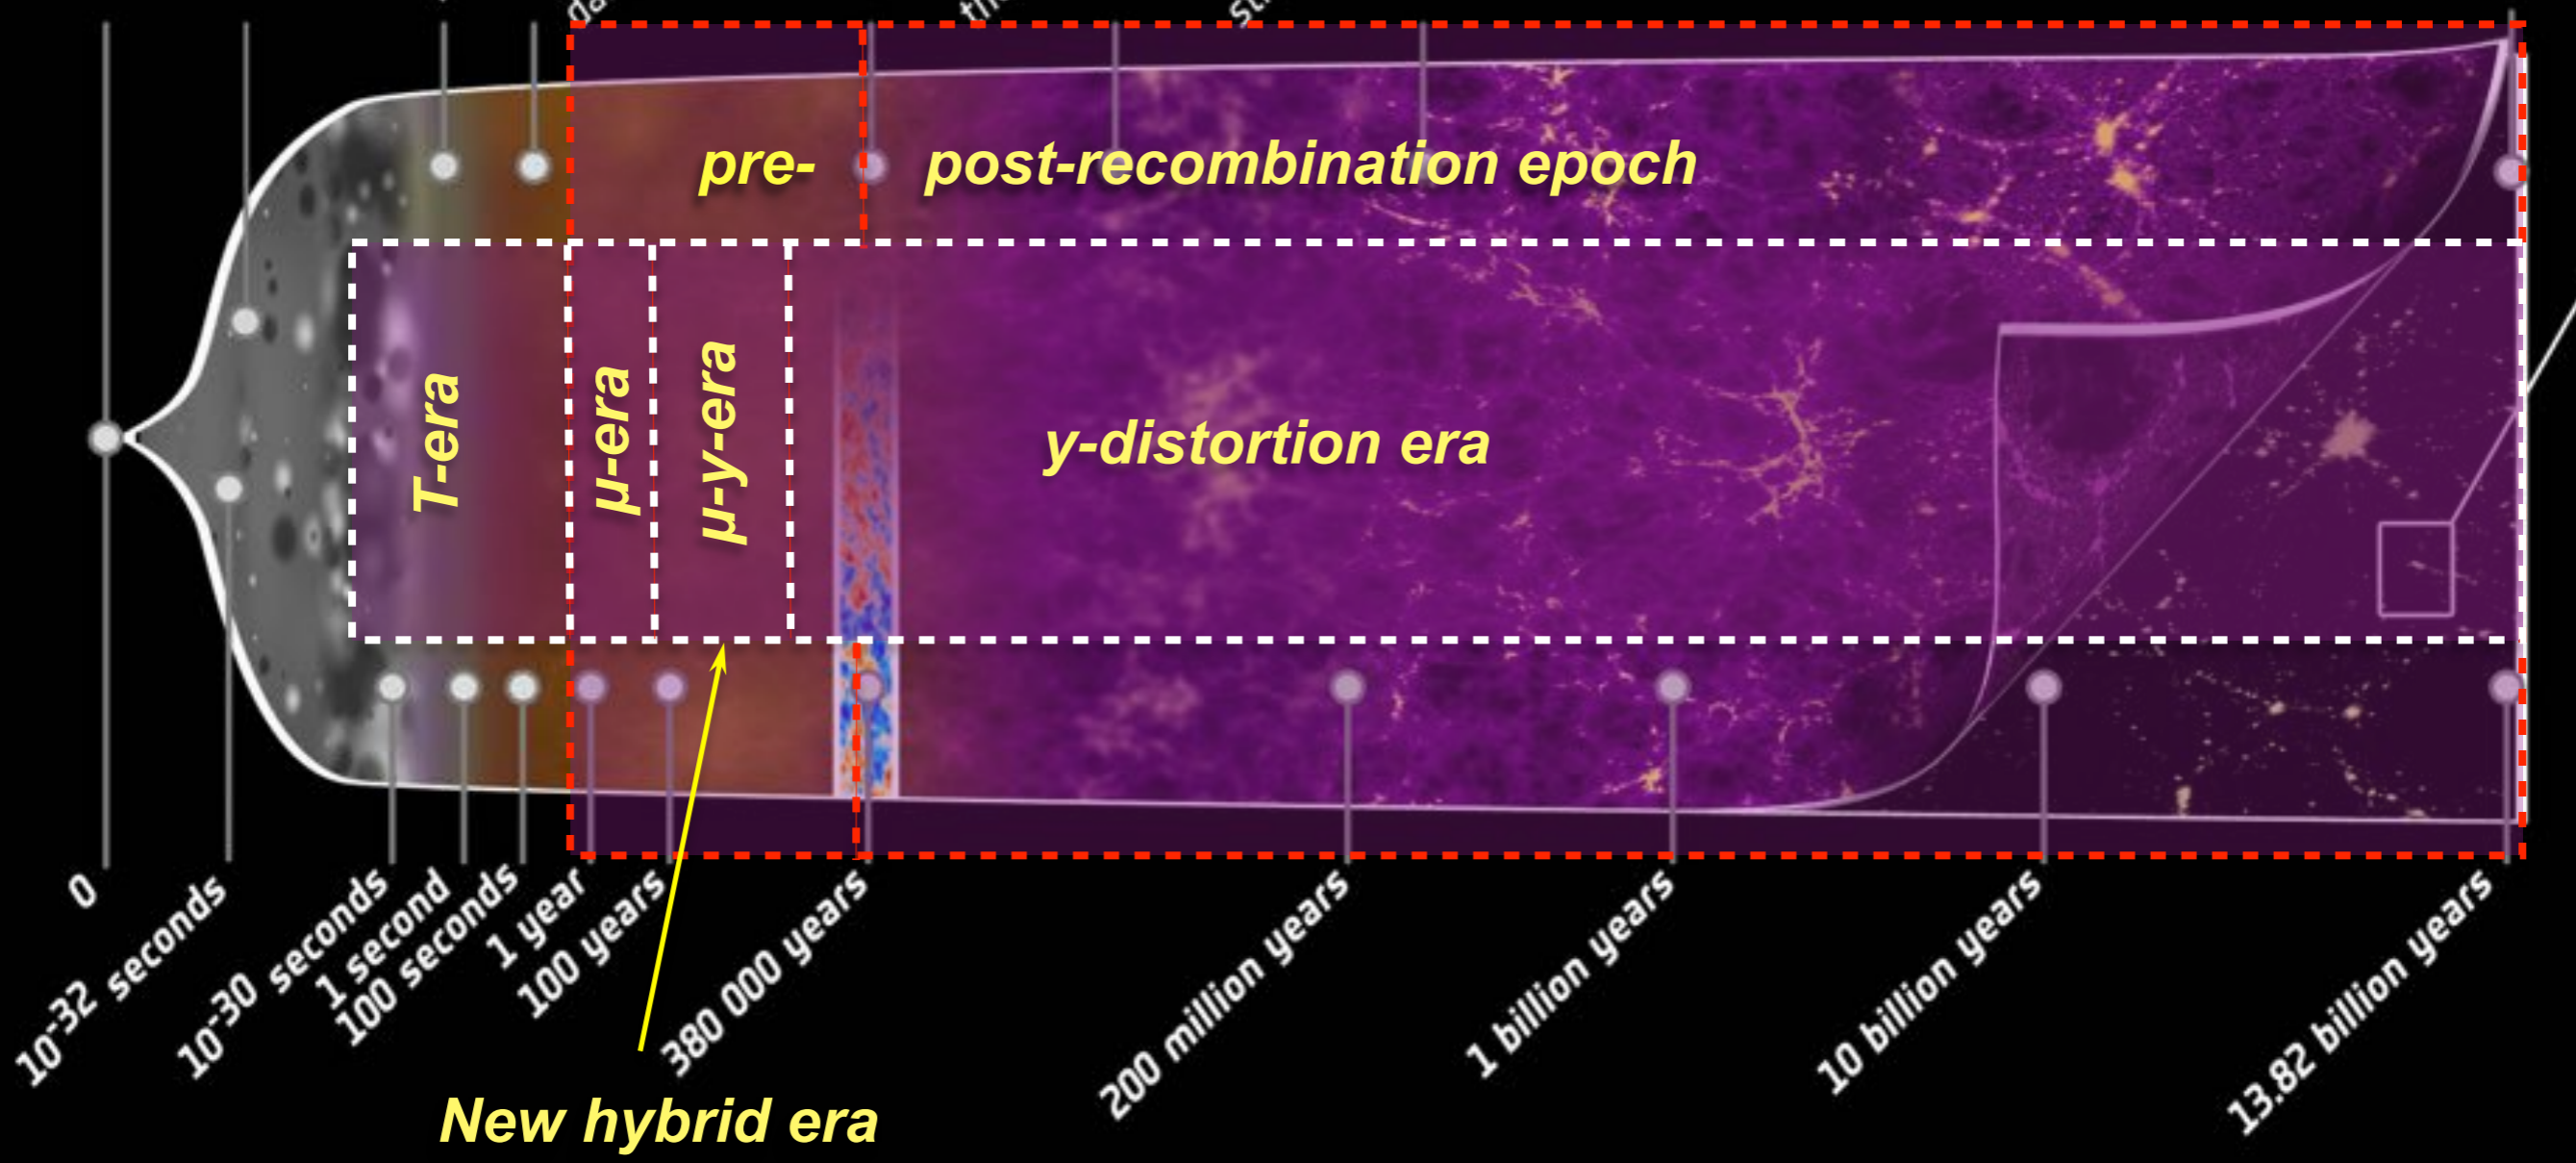 pre-
post-recombination epoch
T-era
μ-era
μ-y-era
y-distortion era
0
10-32 seconds
10-30 seconds
1 second
100 seconds
1 year
100 years
380 000 years
200 million years
1 billion years
10 billion years
13.82 billion years
New hybrid era